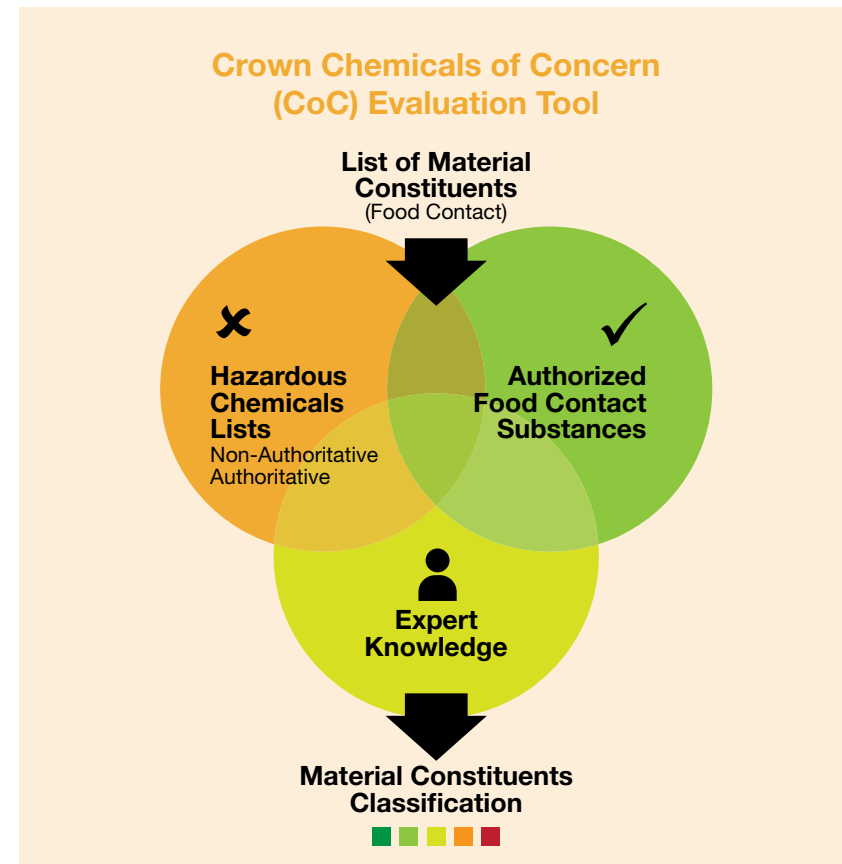 Crown Chemicals of Concern
(CoC) Evaluation Tool
List of Material
Constituents
(Food Contact)
Hazardous
Chemicals
Lists
Non-Authoritative
Authoritative
Authorized
Food Contact
Substances
Expert
Knowledge
Material Constituents
Classification